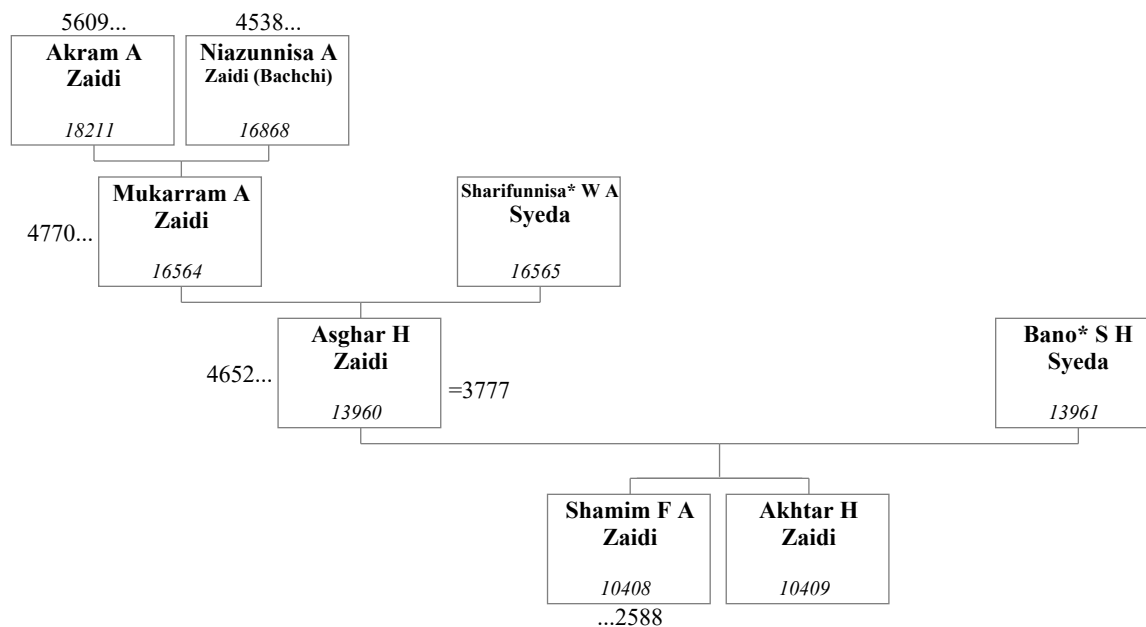 5609...
4538...
Akram A
Zaidi
18211
Niazunnisa A
Zaidi (Bachchi)
16868
4770...
Mukarram A
Zaidi
16564
Sharifunnisa* W A
Syeda
16565
4652...
Asghar H
Zaidi
13960
=3777
Bano* S H
Syeda
13961
Shamim F A
Zaidi
10408
...2588
Akhtar H
Zaidi
10409